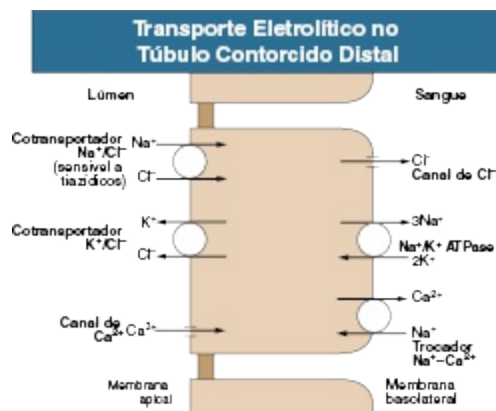 Transporte Eletrolítico no
Túbulo Contorcido Distal
Lúmen
Sangue
Cotransportador
Na⁺/Cl⁻
(sensível a
tiazídicos)
Na⁺
Cl⁻
Cl⁻
Canal de Cl⁻
Cotransportador
K⁺/Cl⁻
K⁺
Cl⁻
3Na⁺
Na⁺/K⁺ ATPase
2K⁺
Canal de
Ca²⁺
Ca²⁺
Ca²⁺
Na⁺
Trocador
Na⁺–Ca²⁺
Membrana
apical
Membrana
basolateral